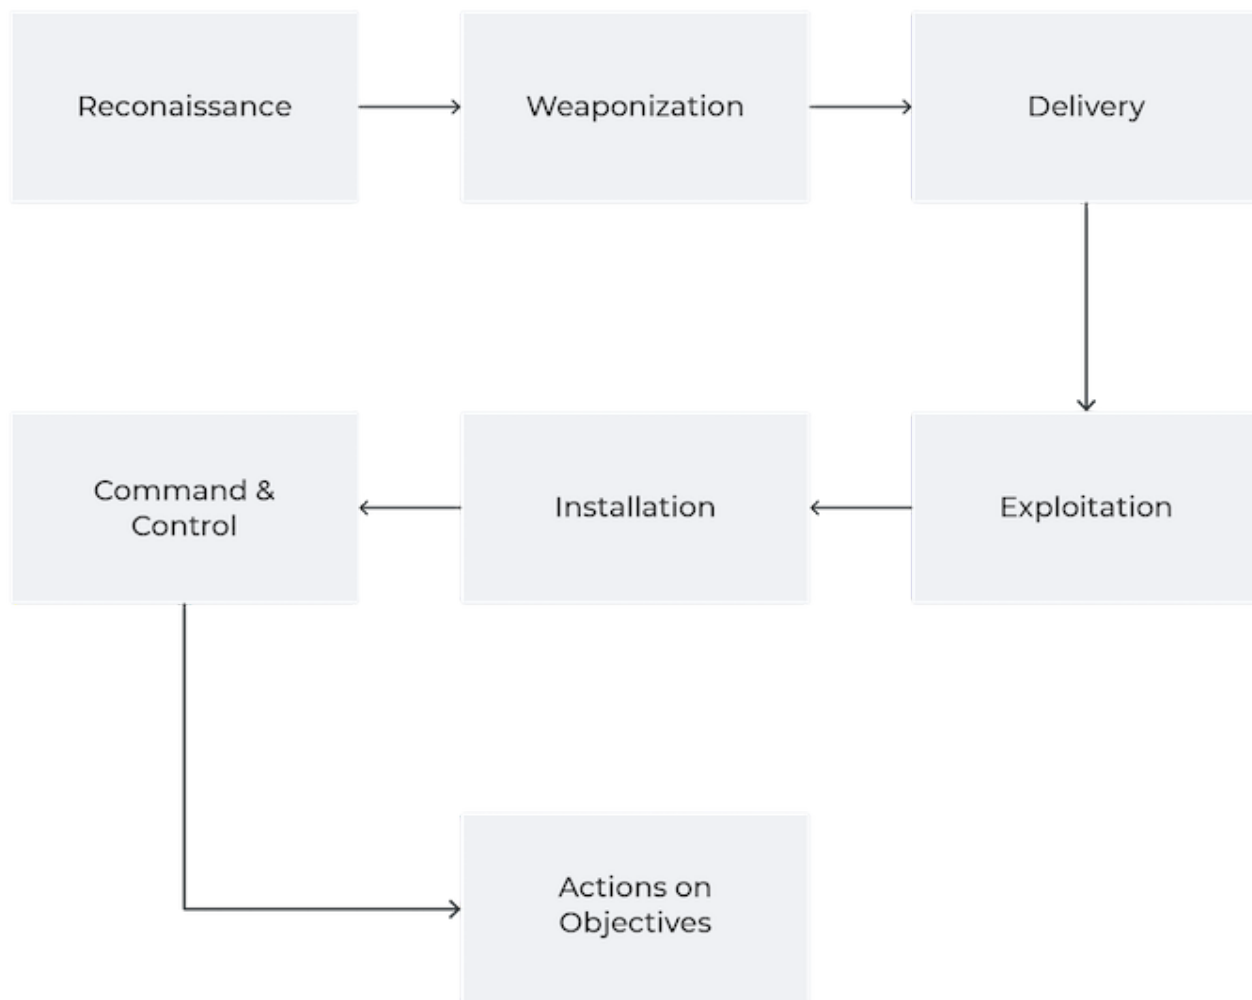 Reconaissance
Weaponization
Delivery
Command &
Control
Installation
Exploitation
Actions on
Objectives